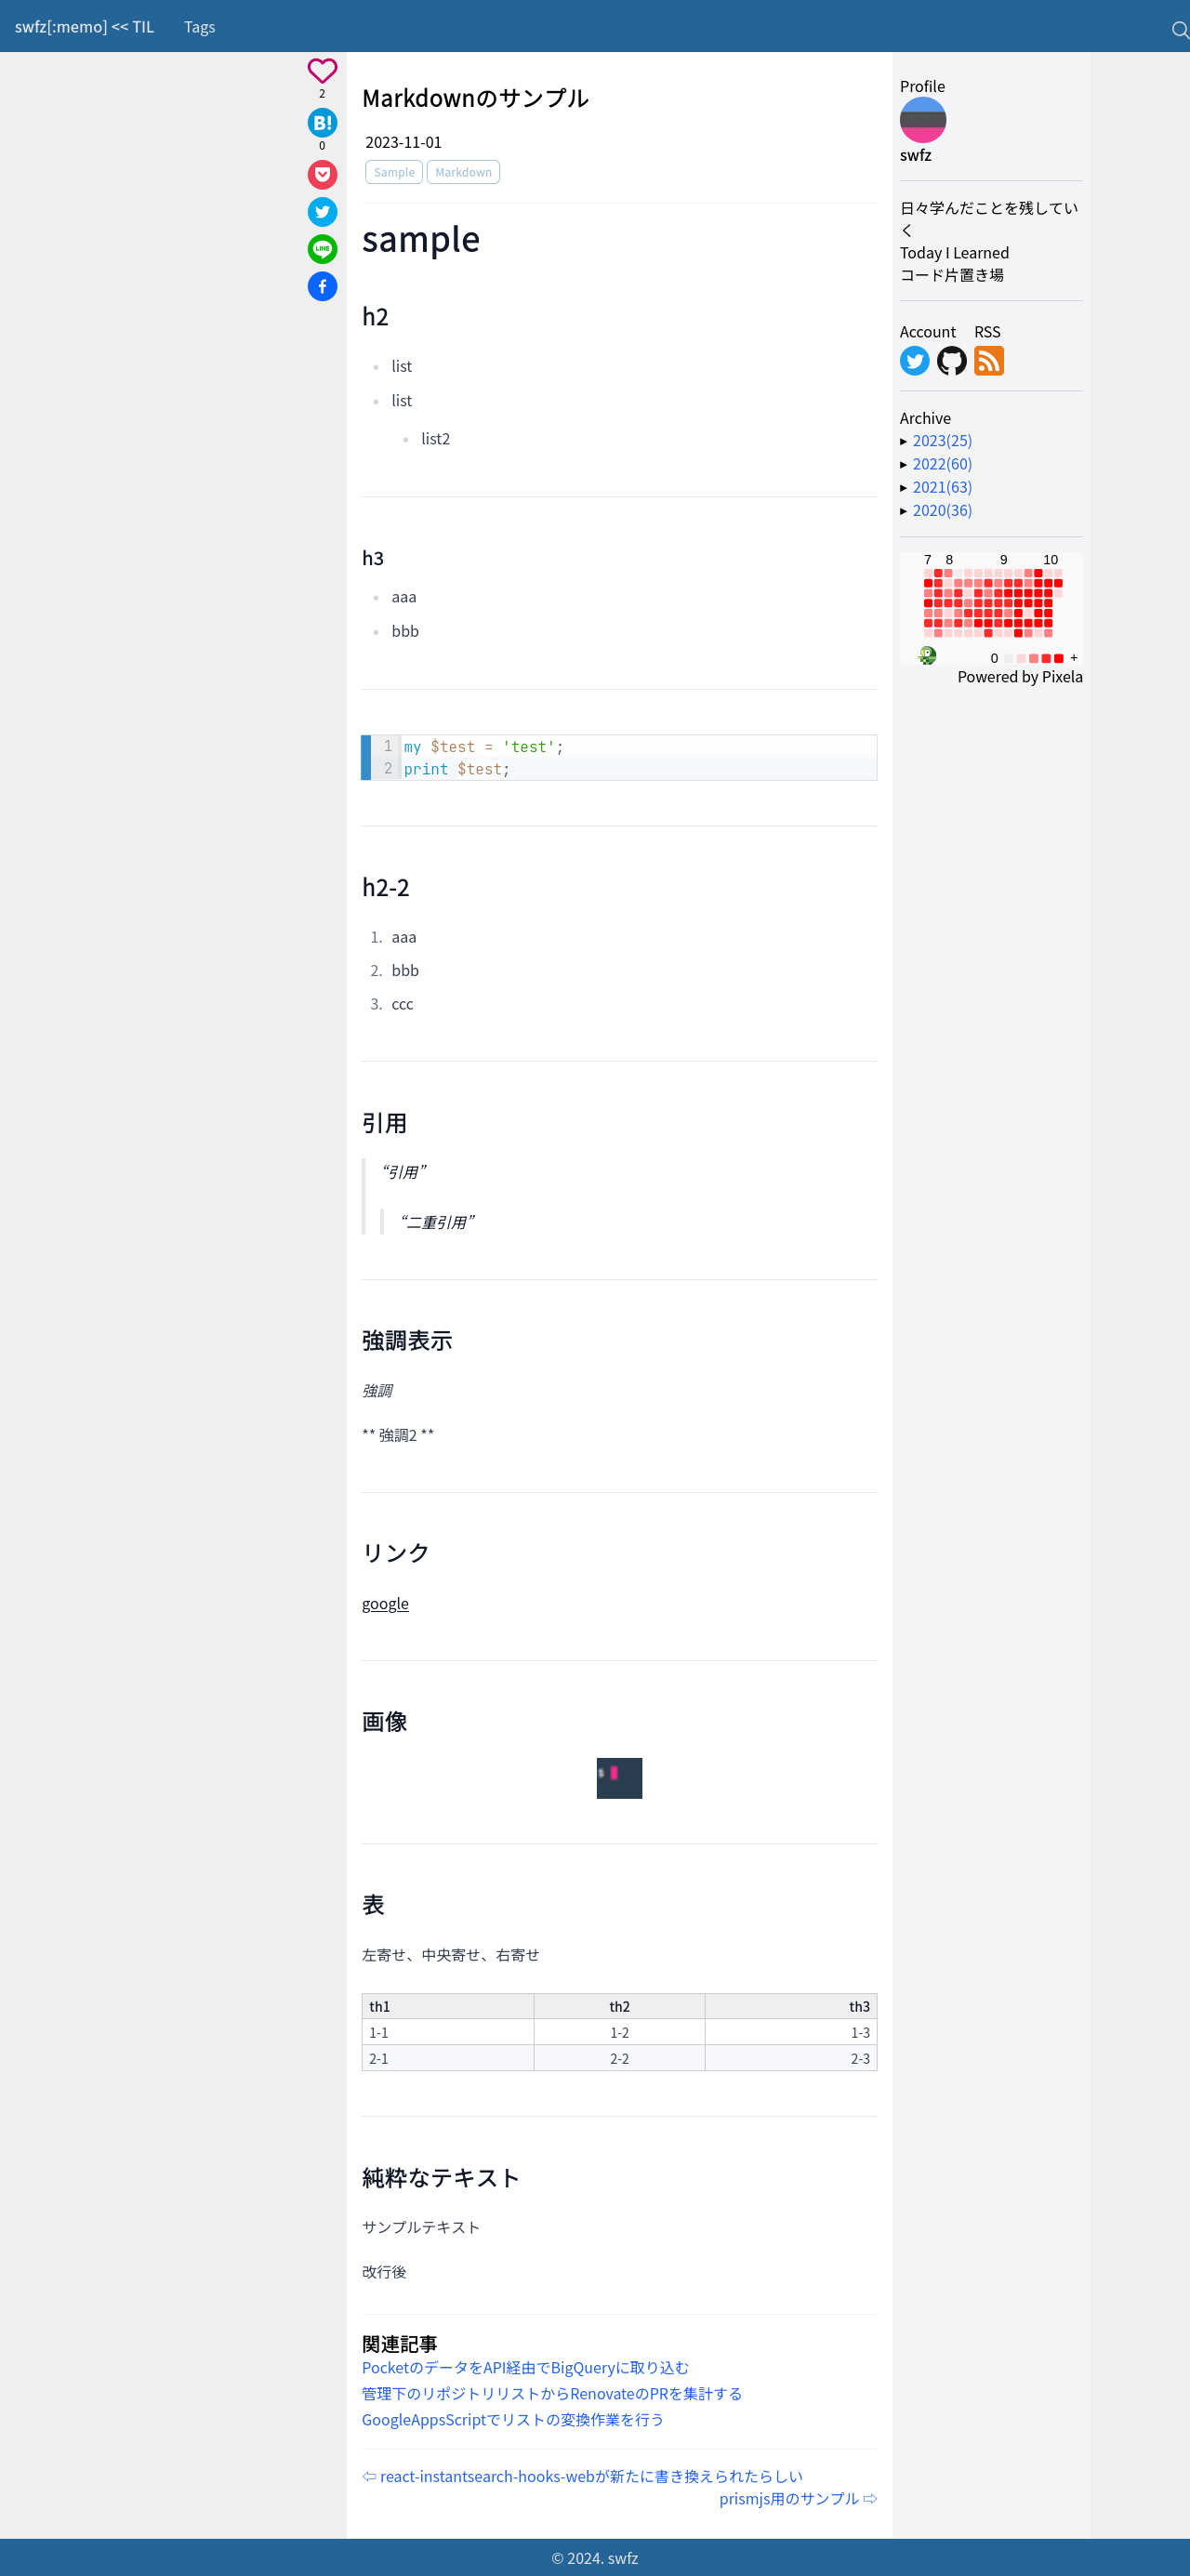 swfz[:memo] << TIL Tags
2
B!
0
LINE
Markdownのサンプル
2023-11-01
Sample Markdown
sample
h2
list
list
list2
h3
aaa
bbb
1 my $test = 'test';
2 print $test;
h2-2
1. aaa
2. bbb
3. ccc
引用
“引用”
“二重引用”
強調表示
強調
** 強調2 **
リンク
google
画像
表
左寄せ、中央寄せ、右寄せ
th1 th2 th3
1-1 1-2 1-3
2-1 2-2 2-3
純粋なテキスト
サンプルテキスト
改行後
関連記事
PocketのデータをAPI経由でBigQueryに取り込む
管理下のリポジトリリストからRenovateのPRを集計する
GoogleAppsScriptでリストの変換作業を行う
⇦ react-instantsearch-hooks-webが新たに書き換えられたらしい
prismjs用のサンプル ⇨
Profile
swfz
日々学んだことを残してい
く
Today I Learned
コード片置き場
Account RSS
Archive
▸ 2023(25)
▸ 2022(60)
▸ 2021(63)
▸ 2020(36)
7 8 9 10
0 +
Powered by Pixela
© 2024. swfz